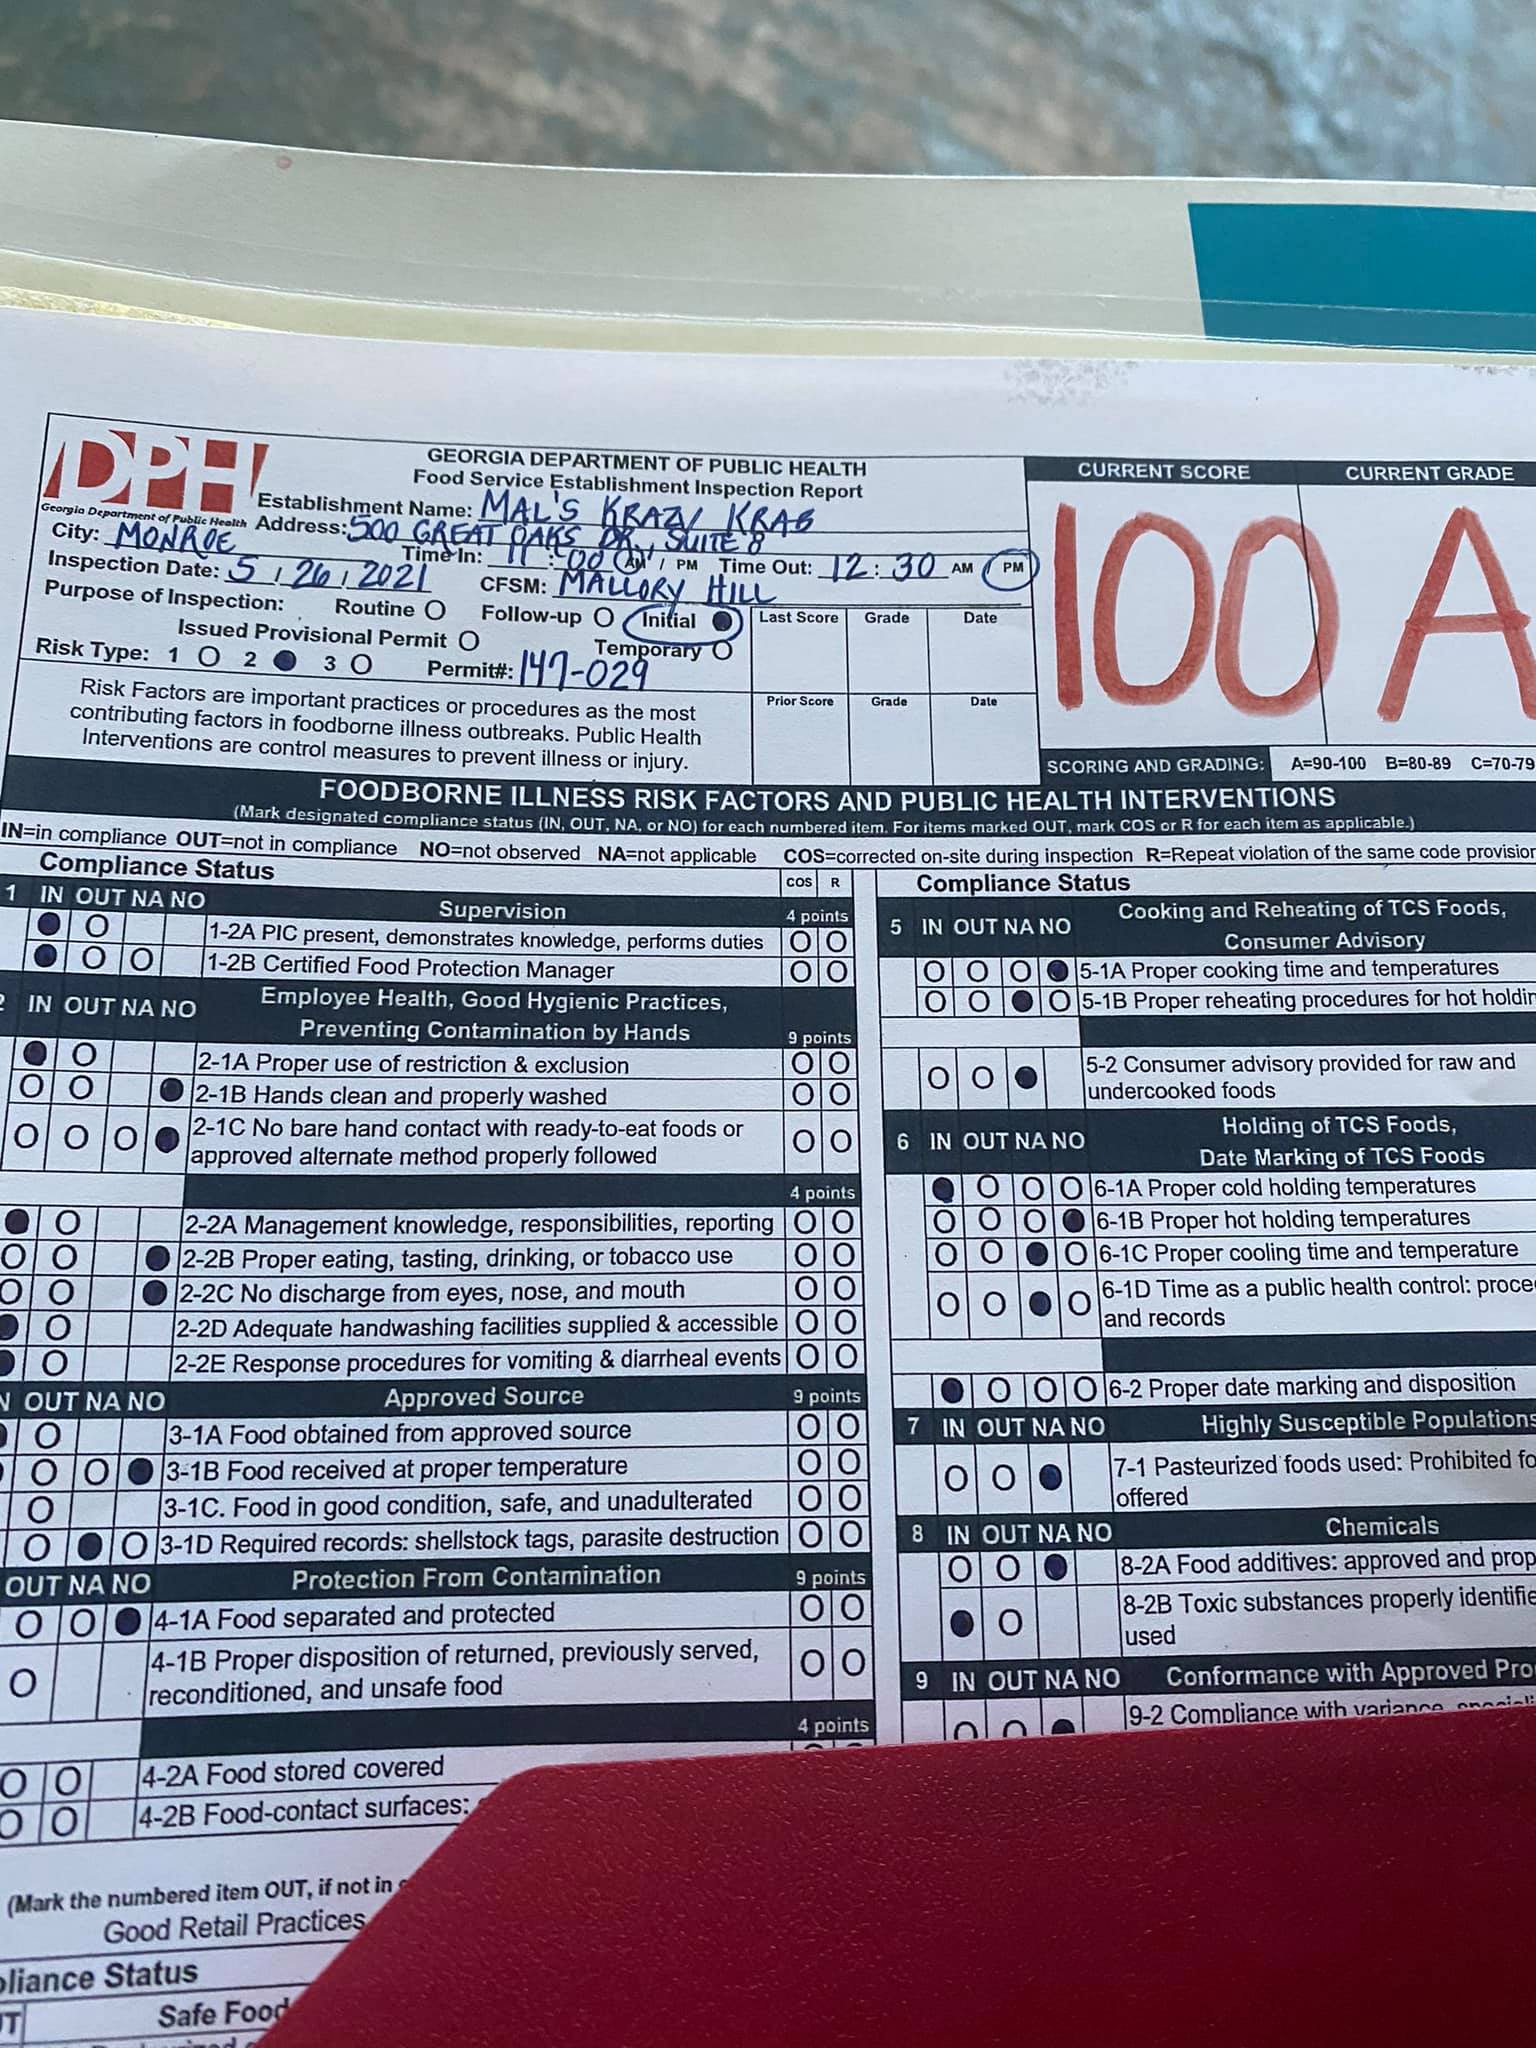 DPH
Georgia Department of Public Health
GEORGIA DEPARTMENT OF PUBLIC HEALTH
Food Service Establishment Inspection Report
Establishment Name: MAL'S KRAZY KRAB
Address: 500 GREAT OAKS DR, SUITE 8
City: MONROE
Time In: 11:00 AM / PM Time Out: 12:30 AM / PM
Inspection Date: 5 / 26 / 2021 CFSM: MALLORY HILL
Purpose of Inspection: Routine O Follow-up O Initial
Issued Provisional Permit O Temporary O
Risk Type: 1 O 2 3 O Permit#: 147-029
Risk Factors are important practices or procedures as the most
contributing factors in foodborne illness outbreaks. Public Health
Interventions are control measures to prevent illness or injury.
Last Score Grade Date
Prior Score Grade Date
CURRENT SCORE CURRENT GRADE
100 A
SCORING AND GRADING: A=90-100 B=80-89 C=70-79
FOODBORNE ILLNESS RISK FACTORS AND PUBLIC HEALTH INTERVENTIONS
(Mark designated compliance status (IN, OUT, NA, or NO) for each numbered item. For items marked OUT, mark COS or R for each item as applicable.)
IN=in compliance OUT=not in compliance NO=not observed NA=not applicable COS=corrected on-site during inspection R=Repeat violation of the same code provision
Compliance Status COS R
1 IN OUT NA NO Supervision 4 points
1-2A PIC present, demonstrates knowledge, performs duties
1-2B Certified Food Protection Manager
2 IN OUT NA NO Employee Health, Good Hygienic Practices,
Preventing Contamination by Hands 9 points
2-1A Proper use of restriction & exclusion
2-1B Hands clean and properly washed
2-1C No bare hand contact with ready-to-eat foods or
approved alternate method properly followed
4 points
2-2A Management knowledge, responsibilities, reporting
2-2B Proper eating, tasting, drinking, or tobacco use
2-2C No discharge from eyes, nose, and mouth
2-2D Adequate handwashing facilities supplied & accessible
2-2E Response procedures for vomiting & diarrheal events
N OUT NA NO Approved Source 9 points
3-1A Food obtained from approved source
3-1B Food received at proper temperature
3-1C. Food in good condition, safe, and unadulterated
3-1D Required records: shellstock tags, parasite destruction
OUT NA NO Protection From Contamination 9 points
4-1A Food separated and protected
4-1B Proper disposition of returned, previously served,
reconditioned, and unsafe food
4 points
4-2A Food stored covered
4-2B Food-contact surfaces:
(Mark the numbered item OUT, if not in
Good Retail Practices
pliance Status
Safe Food
Compliance Status
5 IN OUT NA NO Cooking and Reheating of TCS Foods,
Consumer Advisory
5-1A Proper cooking time and temperatures
5-1B Proper reheating procedures for hot holdin
5-2 Consumer advisory provided for raw and
undercooked foods
6 IN OUT NA NO Holding of TCS Foods,
Date Marking of TCS Foods
6-1A Proper cold holding temperatures
6-1B Proper hot holding temperatures
6-1C Proper cooling time and temperature
6-1D Time as a public health control: proce
and records
6-2 Proper date marking and disposition
7 IN OUT NA NO Highly Susceptible Populations
7-1 Pasteurized foods used: Prohibited fo
offered
8 IN OUT NA NO Chemicals
8-2A Food additives: approved and prop
8-2B Toxic substances properly identifie
used
9 IN OUT NA NO Conformance with Approved Pro
9-2 Compliance with variance,